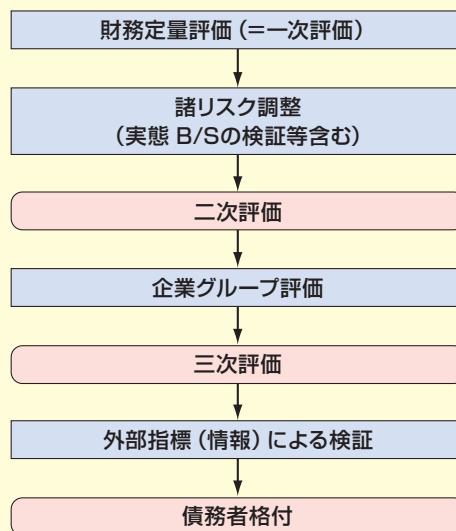 財務定量評価（＝一次評価）
諸リスク調整
（実態 B/Sの検証等含む）
二次評価
企業グループ評価
三次評価
外部指標（情報）による検証
債務者格付